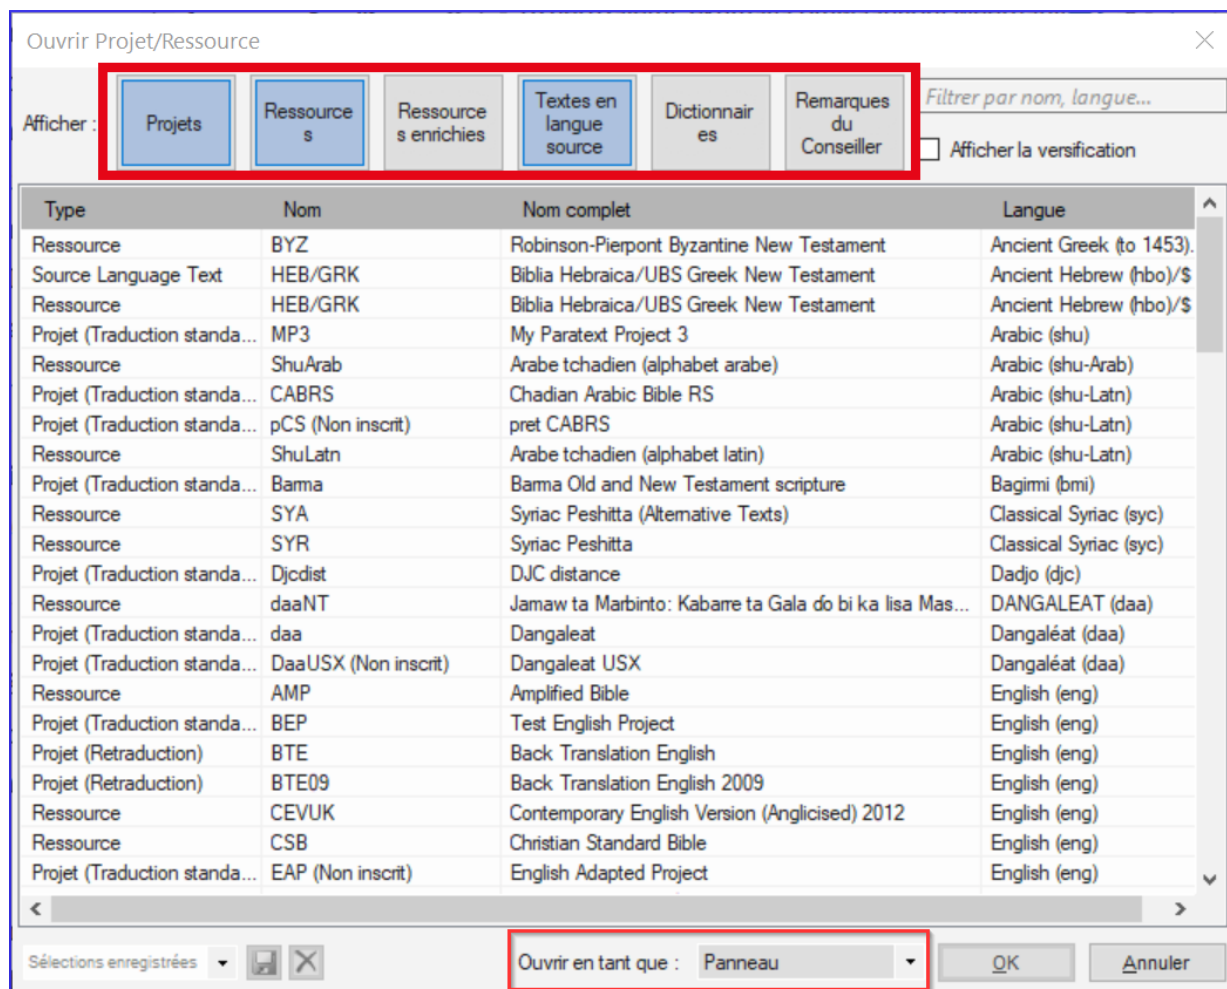 Ouvrir Projet/Ressource
Afficher :
Projets
Ressource
s
Ressource
s enrichies
Textes en
langue
source
Dictionnair
es
Remarques
du
Conseiller
Filtrer par nom, langue...
Afficher la versification
Type Nom Nom complet Langue
Ressource BYZ Robinson-Pierpont Byzantine New Testament Ancient Greek (to 1453).
Source Language Text HEB/GRK Biblia Hebraica/UBS Greek New Testament Ancient Hebrew (hbo)/$
Ressource HEB/GRK Biblia Hebraica/UBS Greek New Testament Ancient Hebrew (hbo)/$
Projet (Traduction standa... MP3 My Paratext Project 3 Arabic (shu)
Ressource ShuArab Arabe tchadien (alphabet arabe) Arabic (shu-Arab)
Projet (Traduction standa... CABRS Chadian Arabic Bible RS Arabic (shu-Latn)
Projet (Traduction standa... pCS (Non inscrit) pret CABRS Arabic (shu-Latn)
Ressource ShuLatn Arabe tchadien (alphabet latin) Arabic (shu-Latn)
Projet (Traduction standa... Barma Barma Old and New Testament scripture Bagirmi (bmi)
Ressource SYA Syriac Peshitta (Alternative Texts) Classical Syriac (syc)
Ressource SYR Syriac Peshitta Classical Syriac (syc)
Projet (Traduction standa... Djcdist DJC distance Dadjo (djc)
Ressource daaNT Jamaw ta Marbinto: Kabarre ta Gala ɗo bi ka Iisa Mas... DANGALEAT (daa)
Projet (Traduction standa... daa Dangaleat Dangaléat (daa)
Projet (Traduction standa... DaaUSX (Non inscrit) Dangaleat USX Dangaléat (daa)
Ressource AMP Amplified Bible English (eng)
Projet (Traduction standa... BEP Test English Project English (eng)
Projet (Retraduction) BTE Back Translation English English (eng)
Projet (Retraduction) BTE09 Back Translation English 2009 English (eng)
Ressource CEVUK Contemporary English Version (Anglicised) 2012 English (eng)
Ressource CSB Christian Standard Bible English (eng)
Projet (Traduction standa... EAP (Non inscrit) English Adapted Project English (eng)
Sélections enregistrées Ouvrir en tant que : Panneau OK Annuler